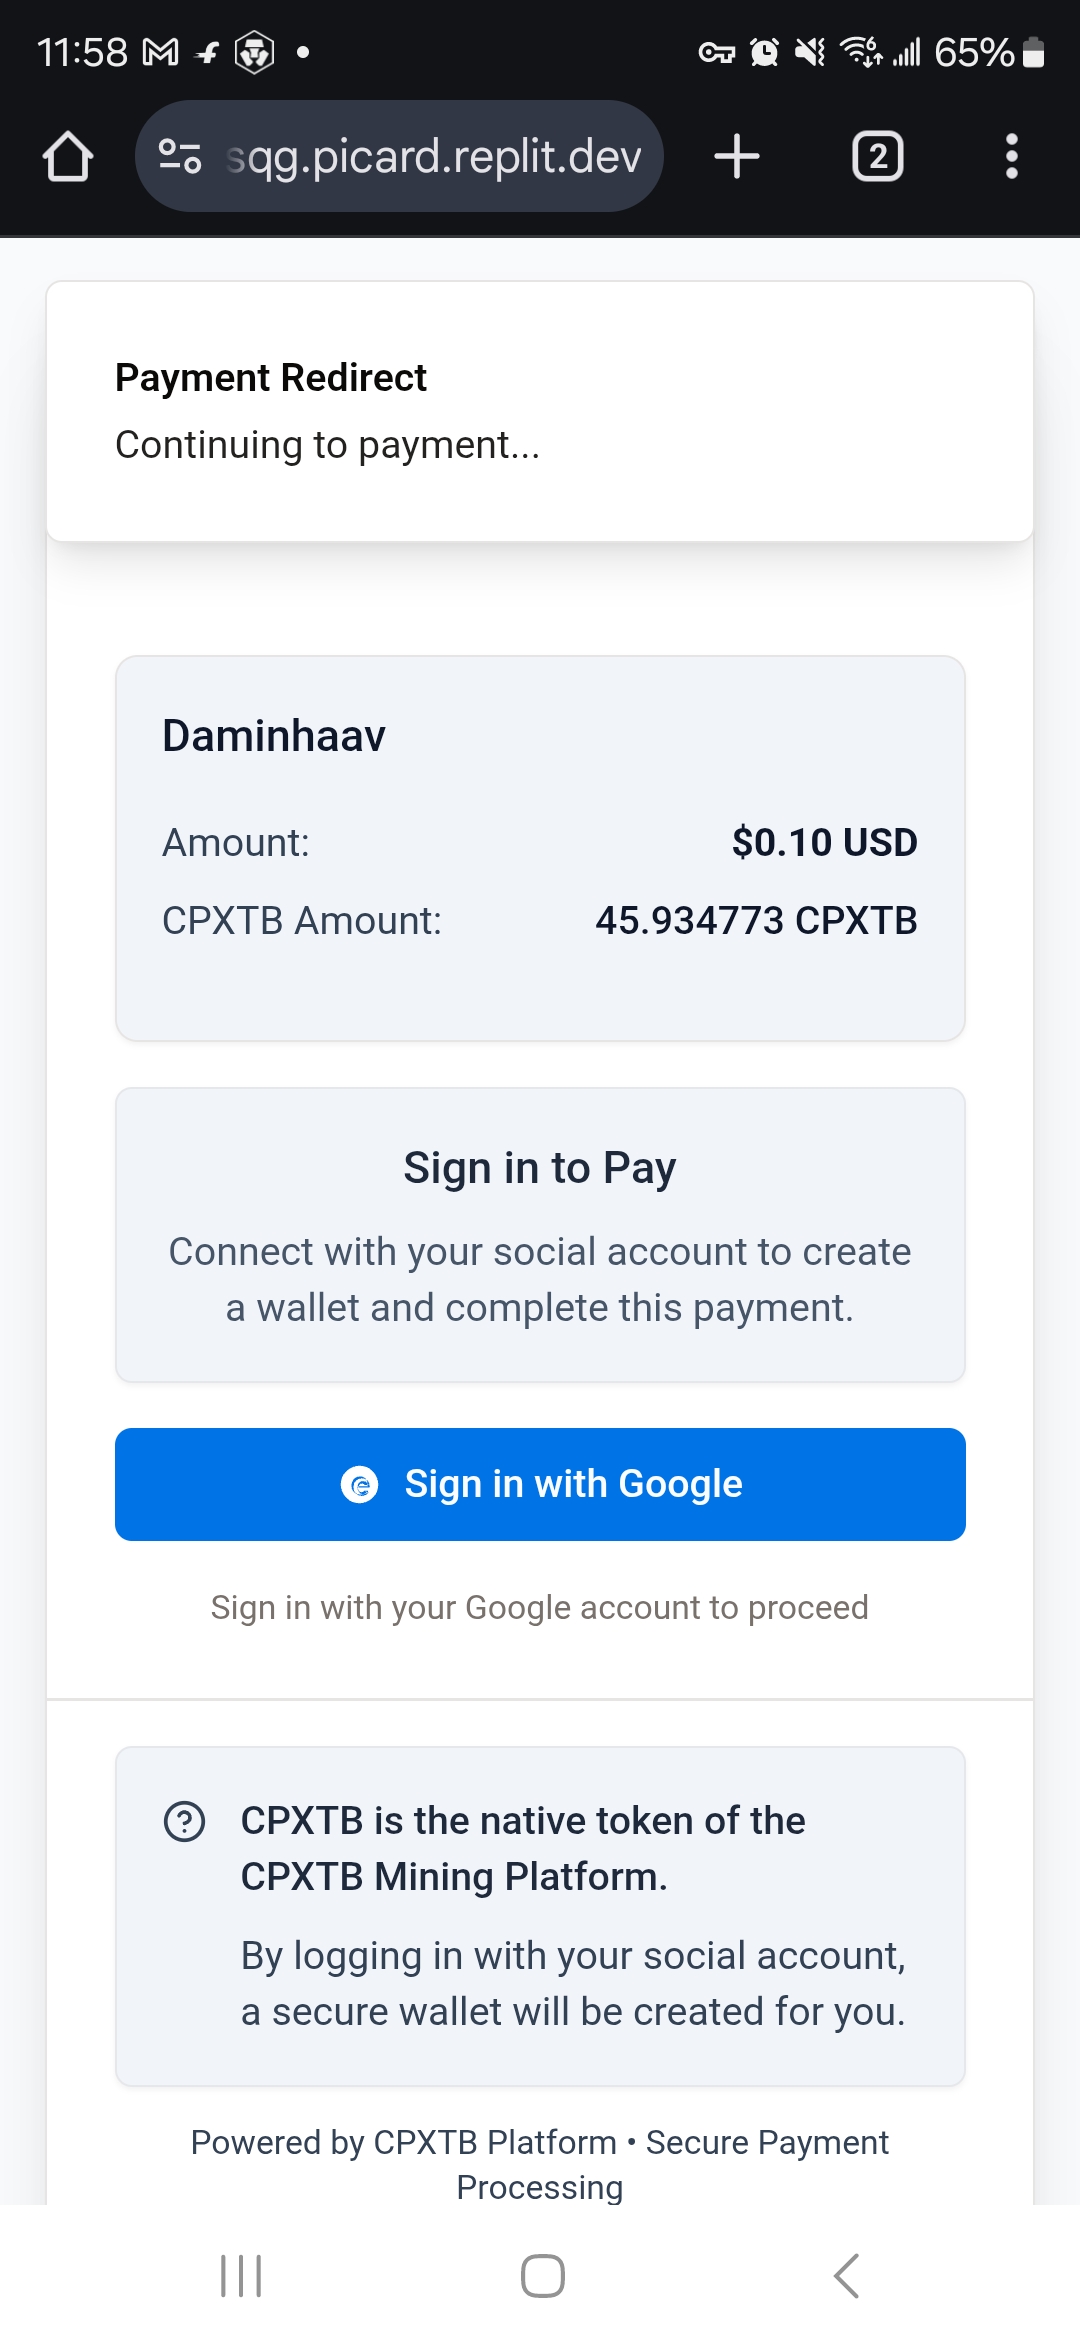 11:58
65%
sqg.picard.replit.dev
2
Payment Redirect
Continuing to payment...
Daminhaav
Amount: $0.10 USD
CPXTB Amount: 45.934773 CPXTB
Sign in to Pay
Connect with your social account to create
a wallet and complete this payment.
Sign in with Google
Sign in with your Google account to proceed
CPXTB is the native token of the
CPXTB Mining Platform.
By logging in with your social account,
a secure wallet will be created for you.
Powered by CPXTB Platform • Secure Payment
Processing